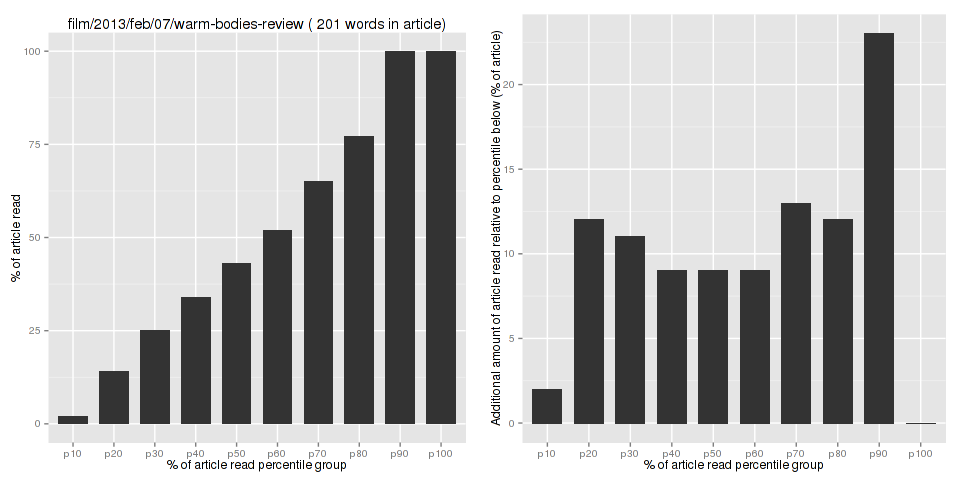 film/2013/feb/07/warm-bodies-review ( 201 words in article)
% of article read
100
75
50
25
0
p10 p20 p30 p40 p50 p60 p70 p80 p90 p100
% of article read percentile group
Additional amount of article read relative to percentile below (% of article)
20
15
10
5
0
p10 p20 p30 p40 p50 p60 p70 p80 p90 p100
% of article read percentile group